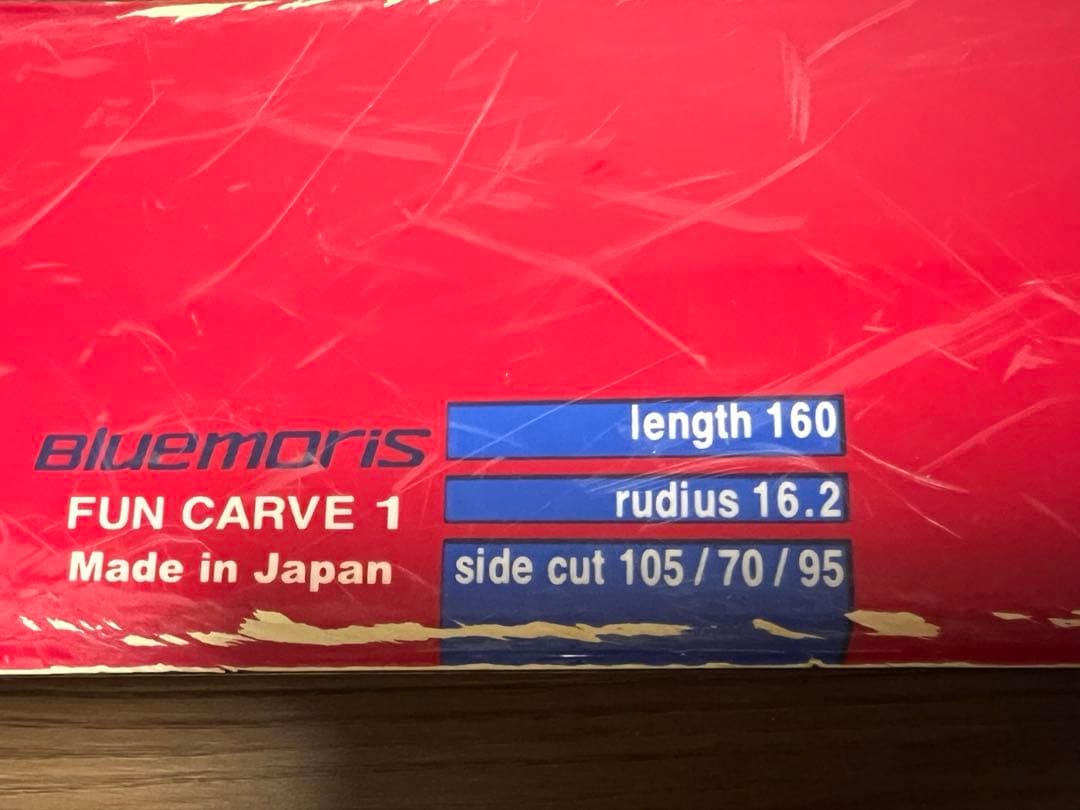 Bluemoris
FUN CARVE 1
Made in Japan
length 160
rudius 16.2
side cut 105 / 70 / 95